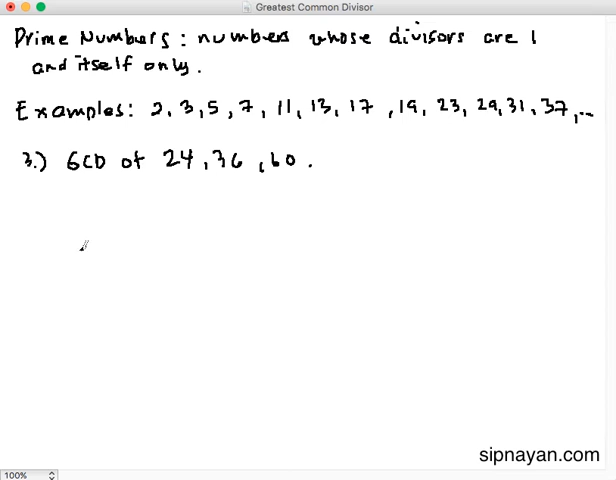 Greatest Common Divisor
Prime Numbers: numbers whose divisors are 1
and itself only.
Examples: 2, 3, 5, 7, 11, 13, 17, 19, 23, 29, 31, 37, ...
3.) GCD of 24, 36, 60.
sipnayan.com
100%